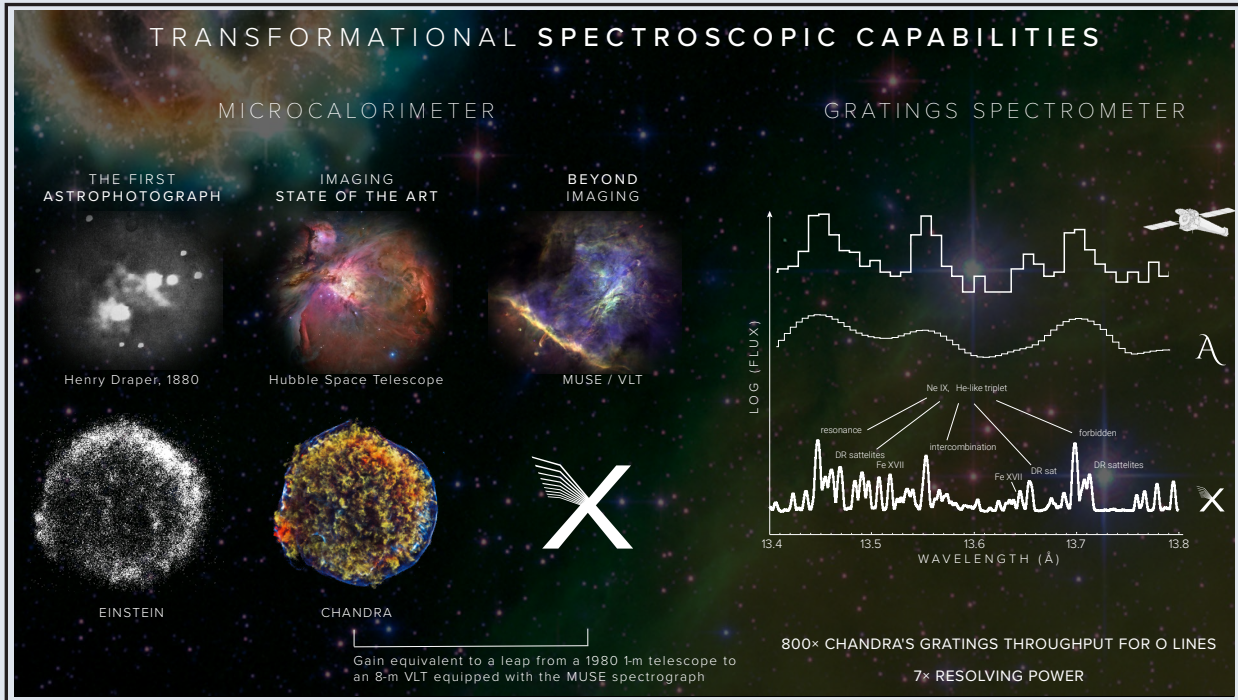 TRANSFORMATIONAL SPECTROSCOPIC CAPABILITIES
MICROCALORIMETER
GRATINGS SPECTROMETER
THE FIRST
ASTROPHOTOGRAPH
IMAGING
STATE OF THE ART
BEYOND
IMAGING
Henry Draper, 1880
Hubble Space Telescope
MUSE / VLT
EINSTEIN
CHANDRA
X
Gain equivalent to a leap from a 1980 1-m telescope to
an 8-m VLT equipped with the MUSE spectrograph
LOG (FLUX)
A
Ne IX, He-like triplet
resonance
forbidden
intercombination
DR sattelites
Fe XVII
Fe XVII
DR sat
DR sattelites
X
13.4 13.5 13.6 13.7 13.8
WAVELENGTH (Å)
800× CHANDRA'S GRATINGS THROUGHPUT FOR O LINES
7× RESOLVING POWER